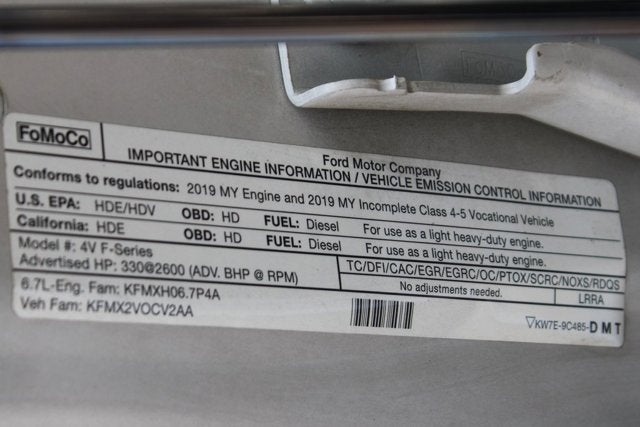 FoMoCo
Ford Motor Company
IMPORTANT ENGINE INFORMATION / VEHICLE EMISSION CONTROL INFORMATION
Conforms to regulations: 2019 MY Engine and 2019 MY Incomplete Class 4-5 Vocational Vehicle
U.S. EPA: HDE/HDV OBD: HD FUEL: Diesel For use as a light heavy-duty engine.
California: HDE OBD: HD FUEL: Diesel For use as a light heavy-duty engine.
Model #: 4V F-Series
Advertised HP: 330@2600 (ADV. BHP @ RPM)
TC/DFI/CAC/EGR/EGRC/OC/PTOX/SCRC/NOXS/RDQS
No adjustments needed. LRRA
6.7L-Eng. Fam: KFMXH06.7P4A
Veh Fam: KFMX2VOCV2AA
KW7E-9C485-DMT